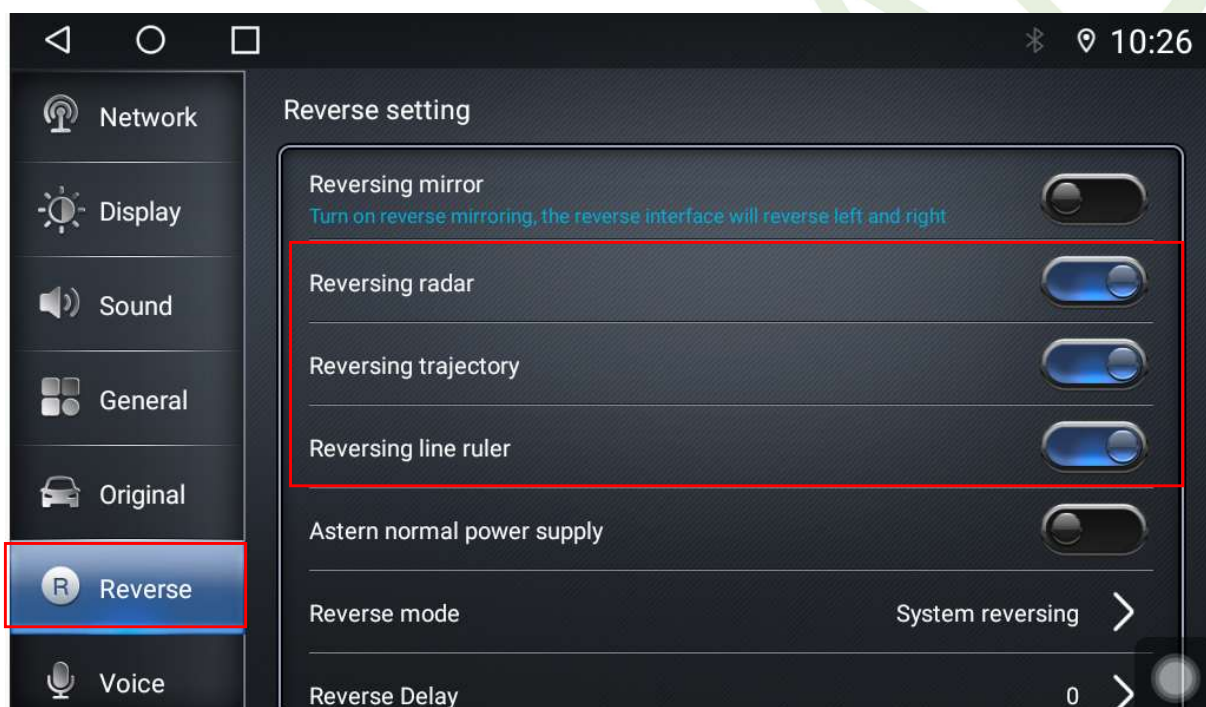 10:26
Network
Display
Sound
General
Original
R Reverse
Voice
Reverse setting
Reversing mirror
Turn on reverse mirroring, the reverse interface will reverse left and right
Reversing radar
Reversing trajectory
Reversing line ruler
Astern normal power supply
Reverse mode System reversing
Reverse Delay 0